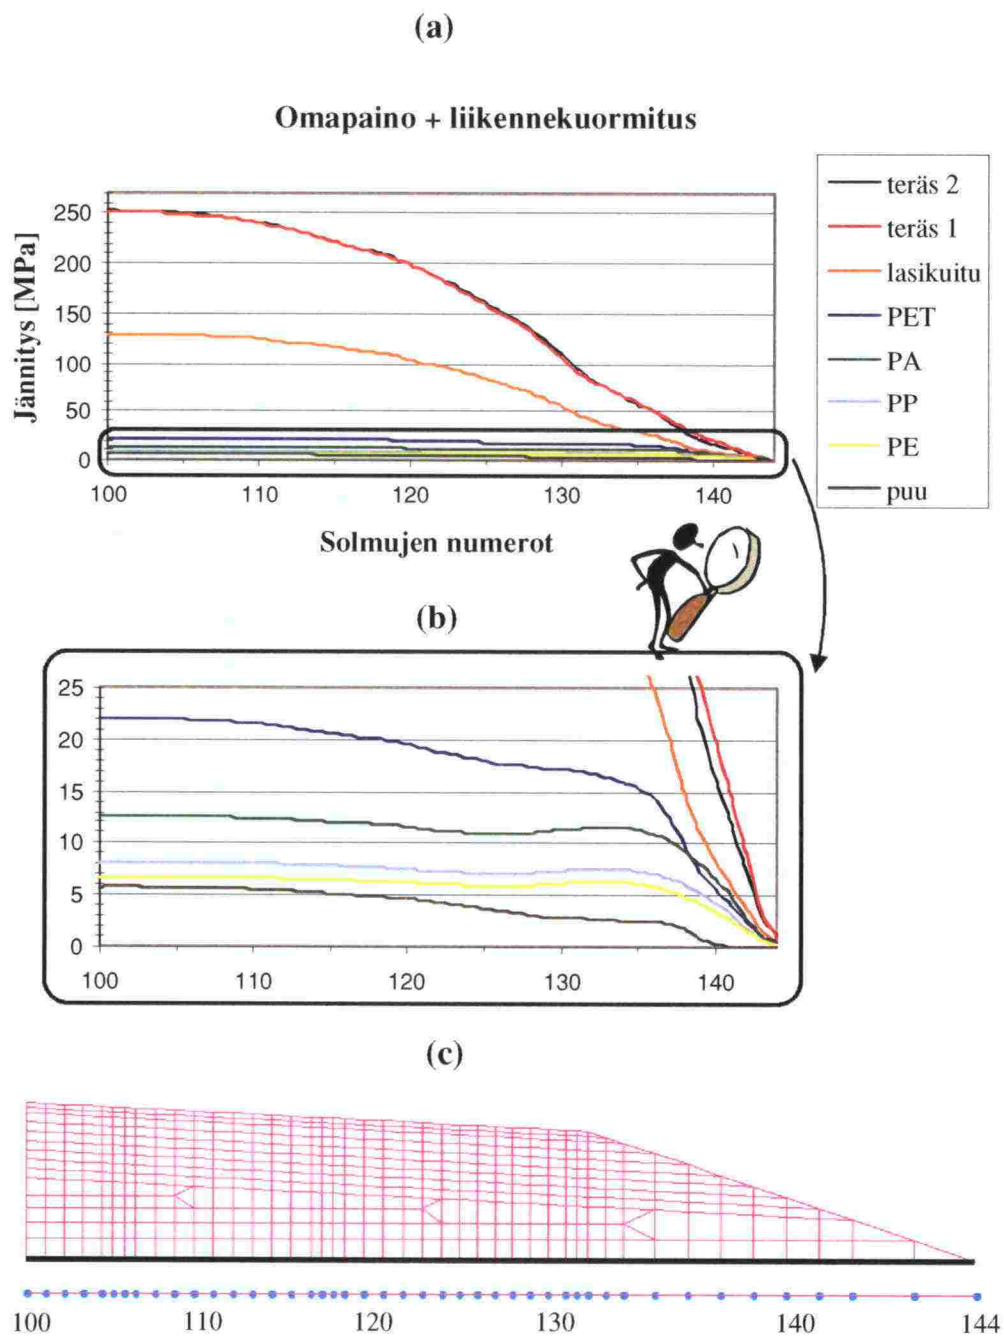 (a)
Omapaino + liikennekuormitus
Jännitys [MPa]
250
200
150
100
50
0
100 110 120 130 140
Solmujen numerot
teräs 2
teräs 1
lasikuitu
PET
PA
PP
PE
puu
(b)
25
20
15
10
5
0
100 110 120 130 140
(c)
100 110 120 130 140 144